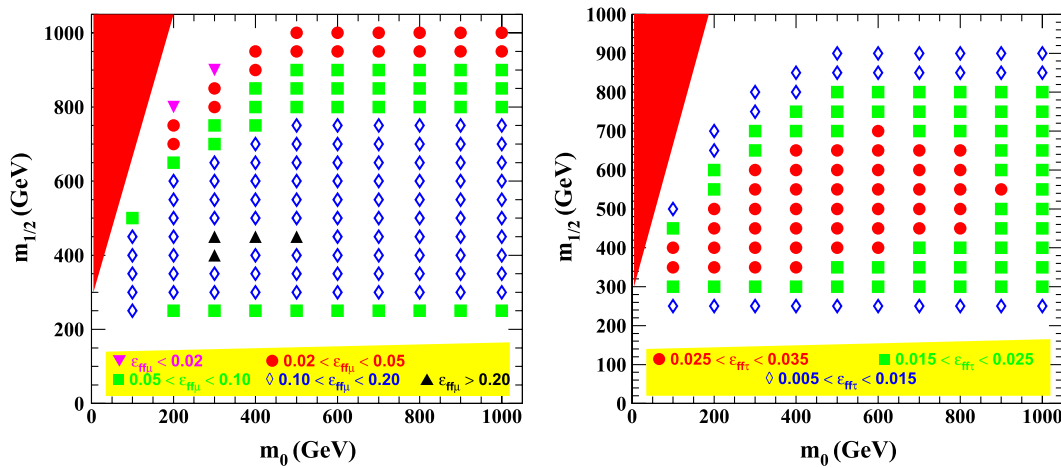 1000
800
600
400
200
0
m1/2 (GeV)
0 200 400 600 800 1000
m0 (GeV)
εffμ < 0.02
0.02 < εffμ < 0.05
0.05 < εffμ < 0.10
0.10 < εffμ < 0.20
εffμ > 0.20
1000
900
800
700
600
500
400
300
200
100
0
m1/2 (GeV)
0 200 400 600 800 1000
m0 (GeV)
0.025 < εffτ < 0.035
0.015 < εffτ < 0.025
0.005 < εffτ < 0.015